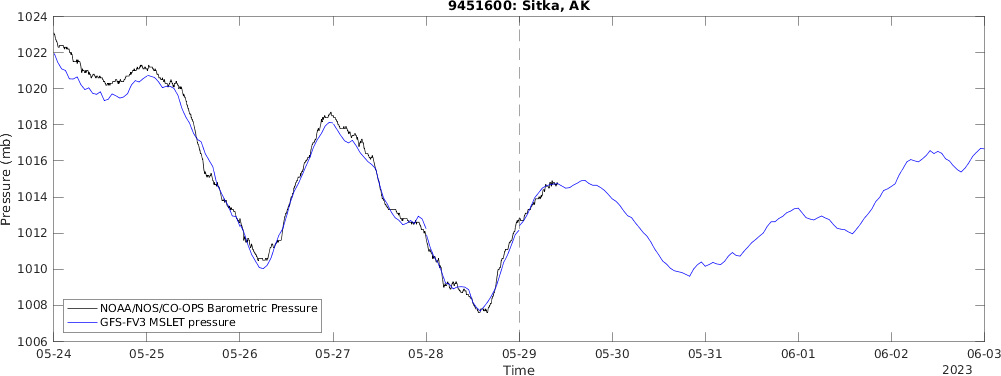 9451600: Sitka, AK
Pressure (mb)
1024
1022
1020
1018
1016
1014
1012
1010
1008
1006
NOAA/NOS/CO-OPS Barometric Pressure
GFS-FV3 MSLET pressure
05-24 05-25 05-26 05-27 05-28 05-29 05-30 05-31 06-01 06-02 06-03
Time
2023